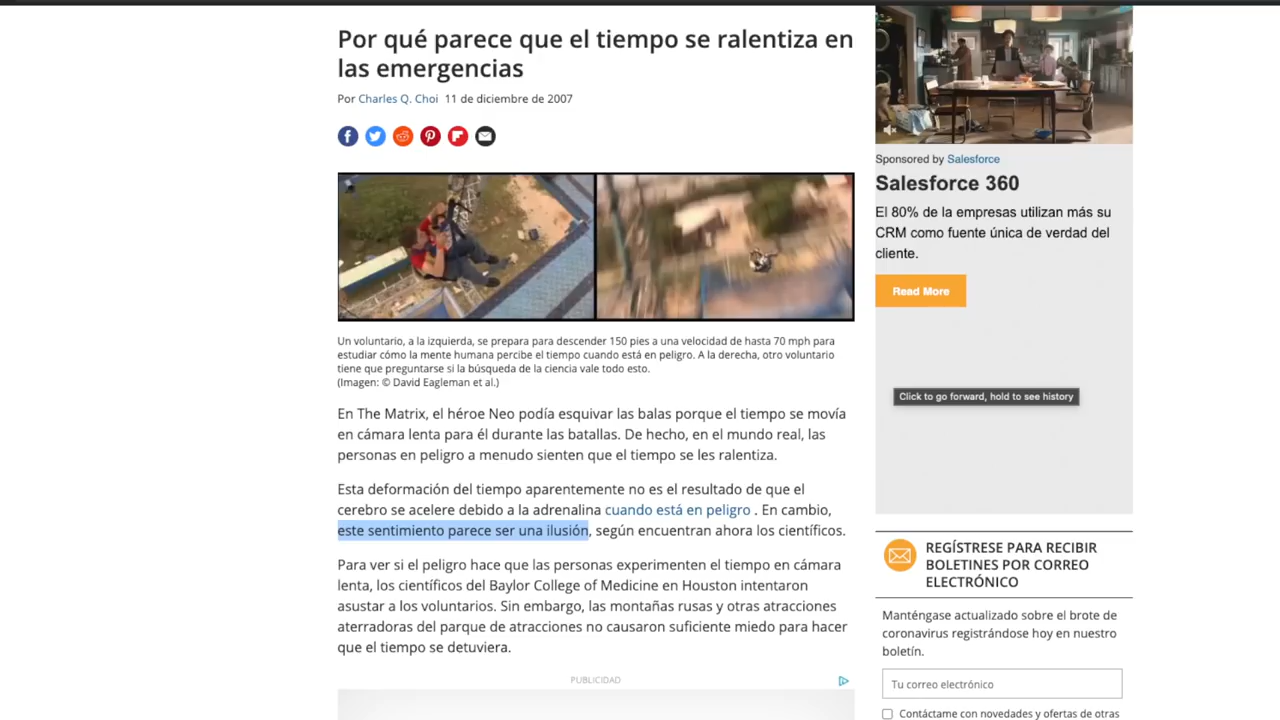 Por qué parece que el tiempo se ralentiza en
las emergencias
Por Charles Q. Choi 11 de diciembre de 2007
Un voluntario, a la izquierda, se prepara para descender 150 pies a una velocidad de hasta 70 mph para
estudiar cómo la mente humana percibe el tiempo cuando está en peligro. A la derecha, otro voluntario
tiene que preguntarse si la búsqueda de la ciencia vale todo esto.
(Imagen: © David Eagleman et al.)
En The Matrix, el héroe Neo podía esquivar las balas porque el tiempo se movía
en cámara lenta para él durante las batallas. De hecho, en el mundo real, las
personas en peligro a menudo sienten que el tiempo se les ralentiza.
Esta deformación del tiempo aparentemente no es el resultado de que el
cerebro se acelere debido a la adrenalina cuando está en peligro . En cambio,
este sentimiento parece ser una ilusión, según encuentran ahora los científicos.
Para ver si el peligro hace que las personas experimenten el tiempo en cámara
lenta, los científicos del Baylor College of Medicine en Houston intentaron
asustar a los voluntarios. Sin embargo, las montañas rusas y otras atracciones
aterradoras del parque de atracciones no causaron suficiente miedo para hacer
que el tiempo se detuviera.
PUBLICIDAD
Sponsored by Salesforce
Salesforce 360
El 80% de la empresas utilizan más su
CRM como fuente única de verdad del
cliente.
Read More
Click to go forward, hold to see history
REGÍSTRESE PARA RECIBIR
BOLETINES POR CORREO
ELECTRÓNICO
Manténgase actualizado sobre el brote de
coronavirus registrándose hoy en nuestro
boletín.
Tu correo electrónico
Contáctame con novedades y ofertas de otras